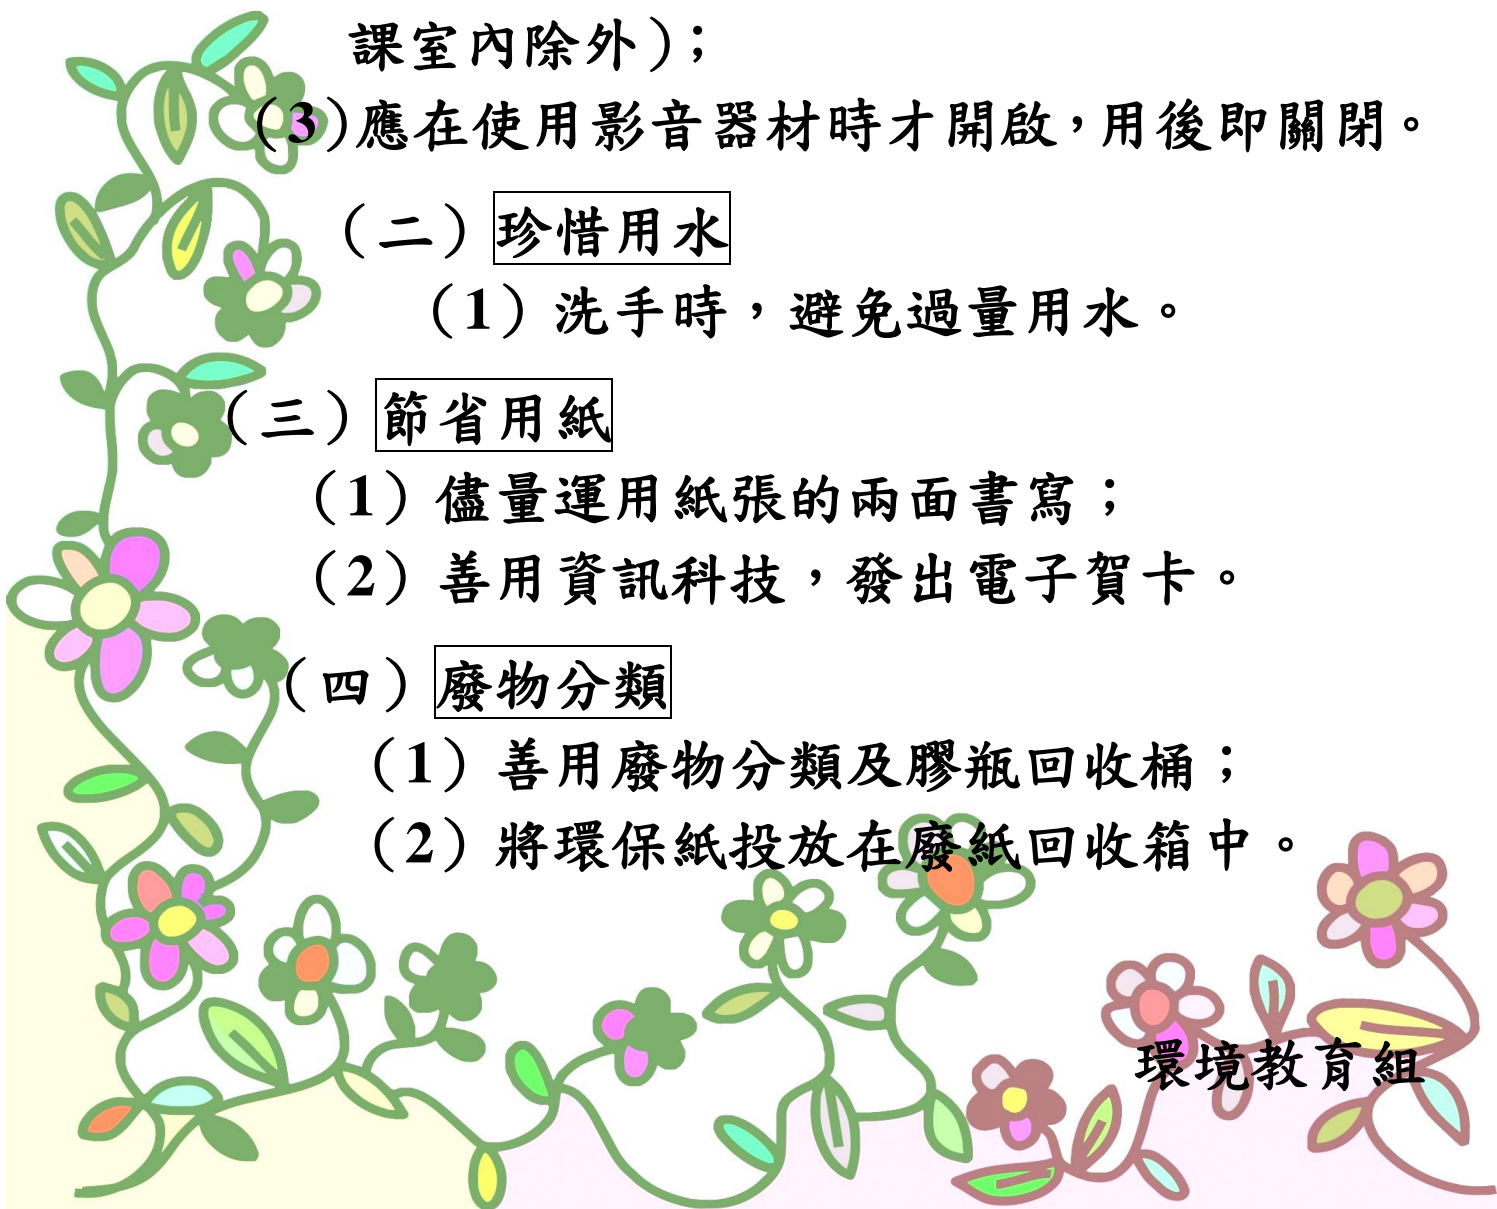 課室內除外）；
（3）應在使用影音器材時才開啟，用後即關閉。
（二）珍惜用水
（1）洗手時，避免過量用水。
（三）節省用紙
（1）儘量運用紙張的兩面書寫；
（2）善用資訊科技，發出電子賀卡。
（四）廢物分類
（1）善用廢物分類及膠瓶回收桶；
（2）將環保紙投放在廢紙回收箱中。
環境教育組